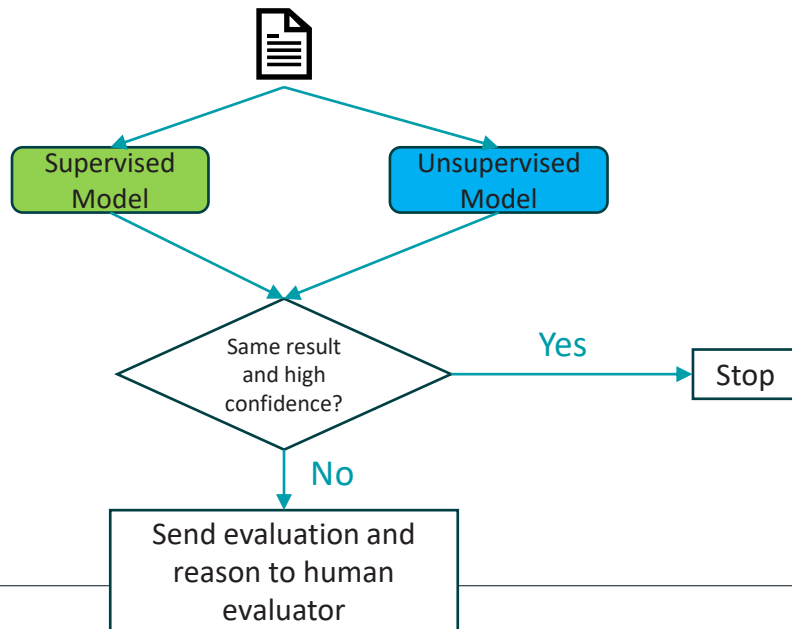 Supervised
Model
Unsupervised
Model
Same result
and high
confidence?
Yes
Stop
No
Send evaluation and
reason to human
evaluator